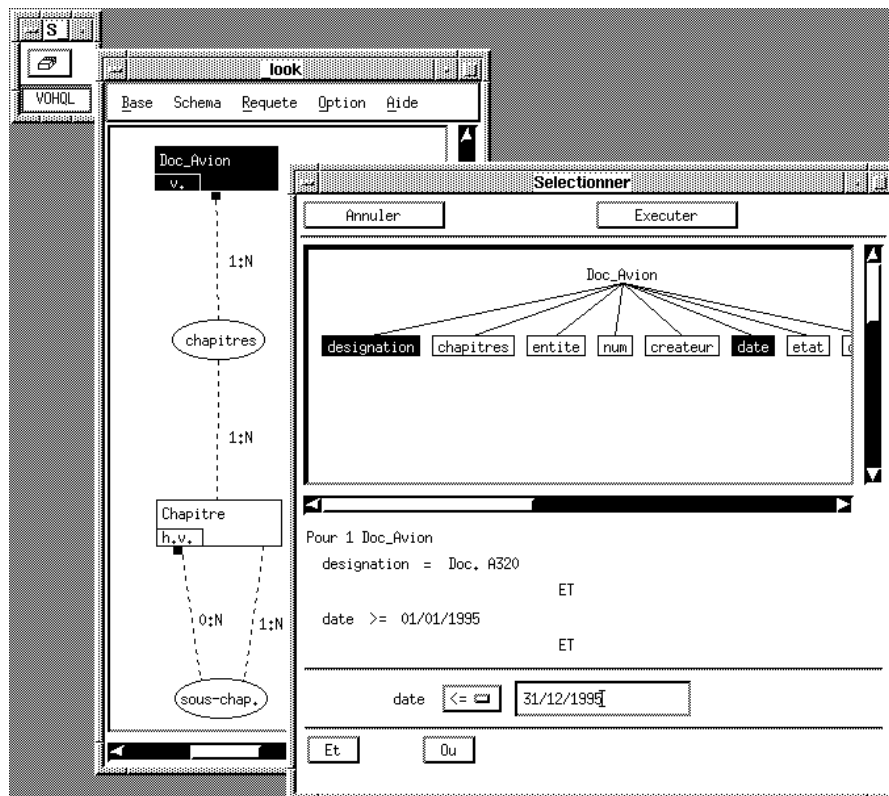 S_
VOHQL
_look
Base Schema Requete Option Aide
Doc_Avion
v.
1:N
chapitres
1:N
Chapitre
h.v.
0:N 1:N
sous-chap.
Selectionner
Annuler Executer
Doc_Avion
designation chapitres entite num createur date etat
Pour 1 Doc_Avion
designation = Doc. A320
ET
date >= 01/01/1995
ET
date <= 31/12/1995
Et Ou